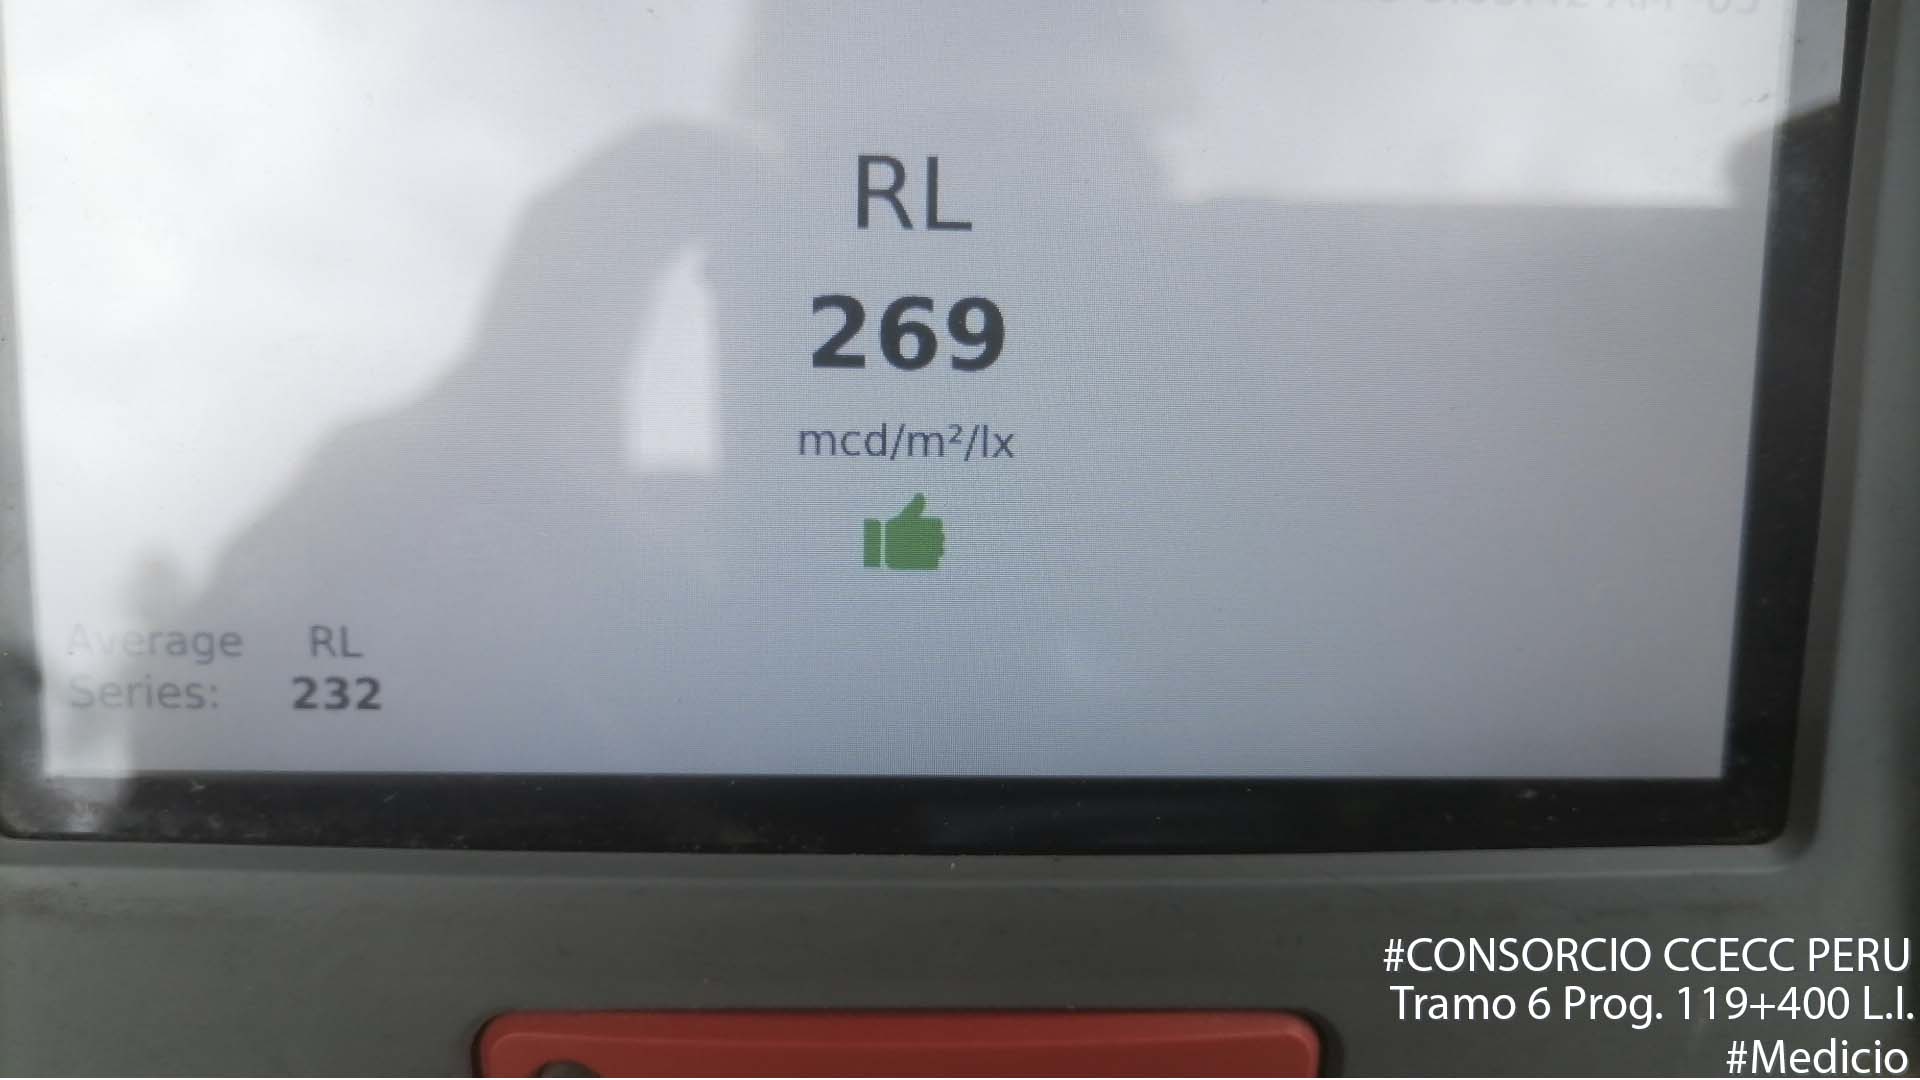 RL
269
mcd/m²/lx
Average RL
Series: 232
#CONSORCIO CCECC PERU
Tramo 6 Prog. 119+400 L.I.
#Medicio